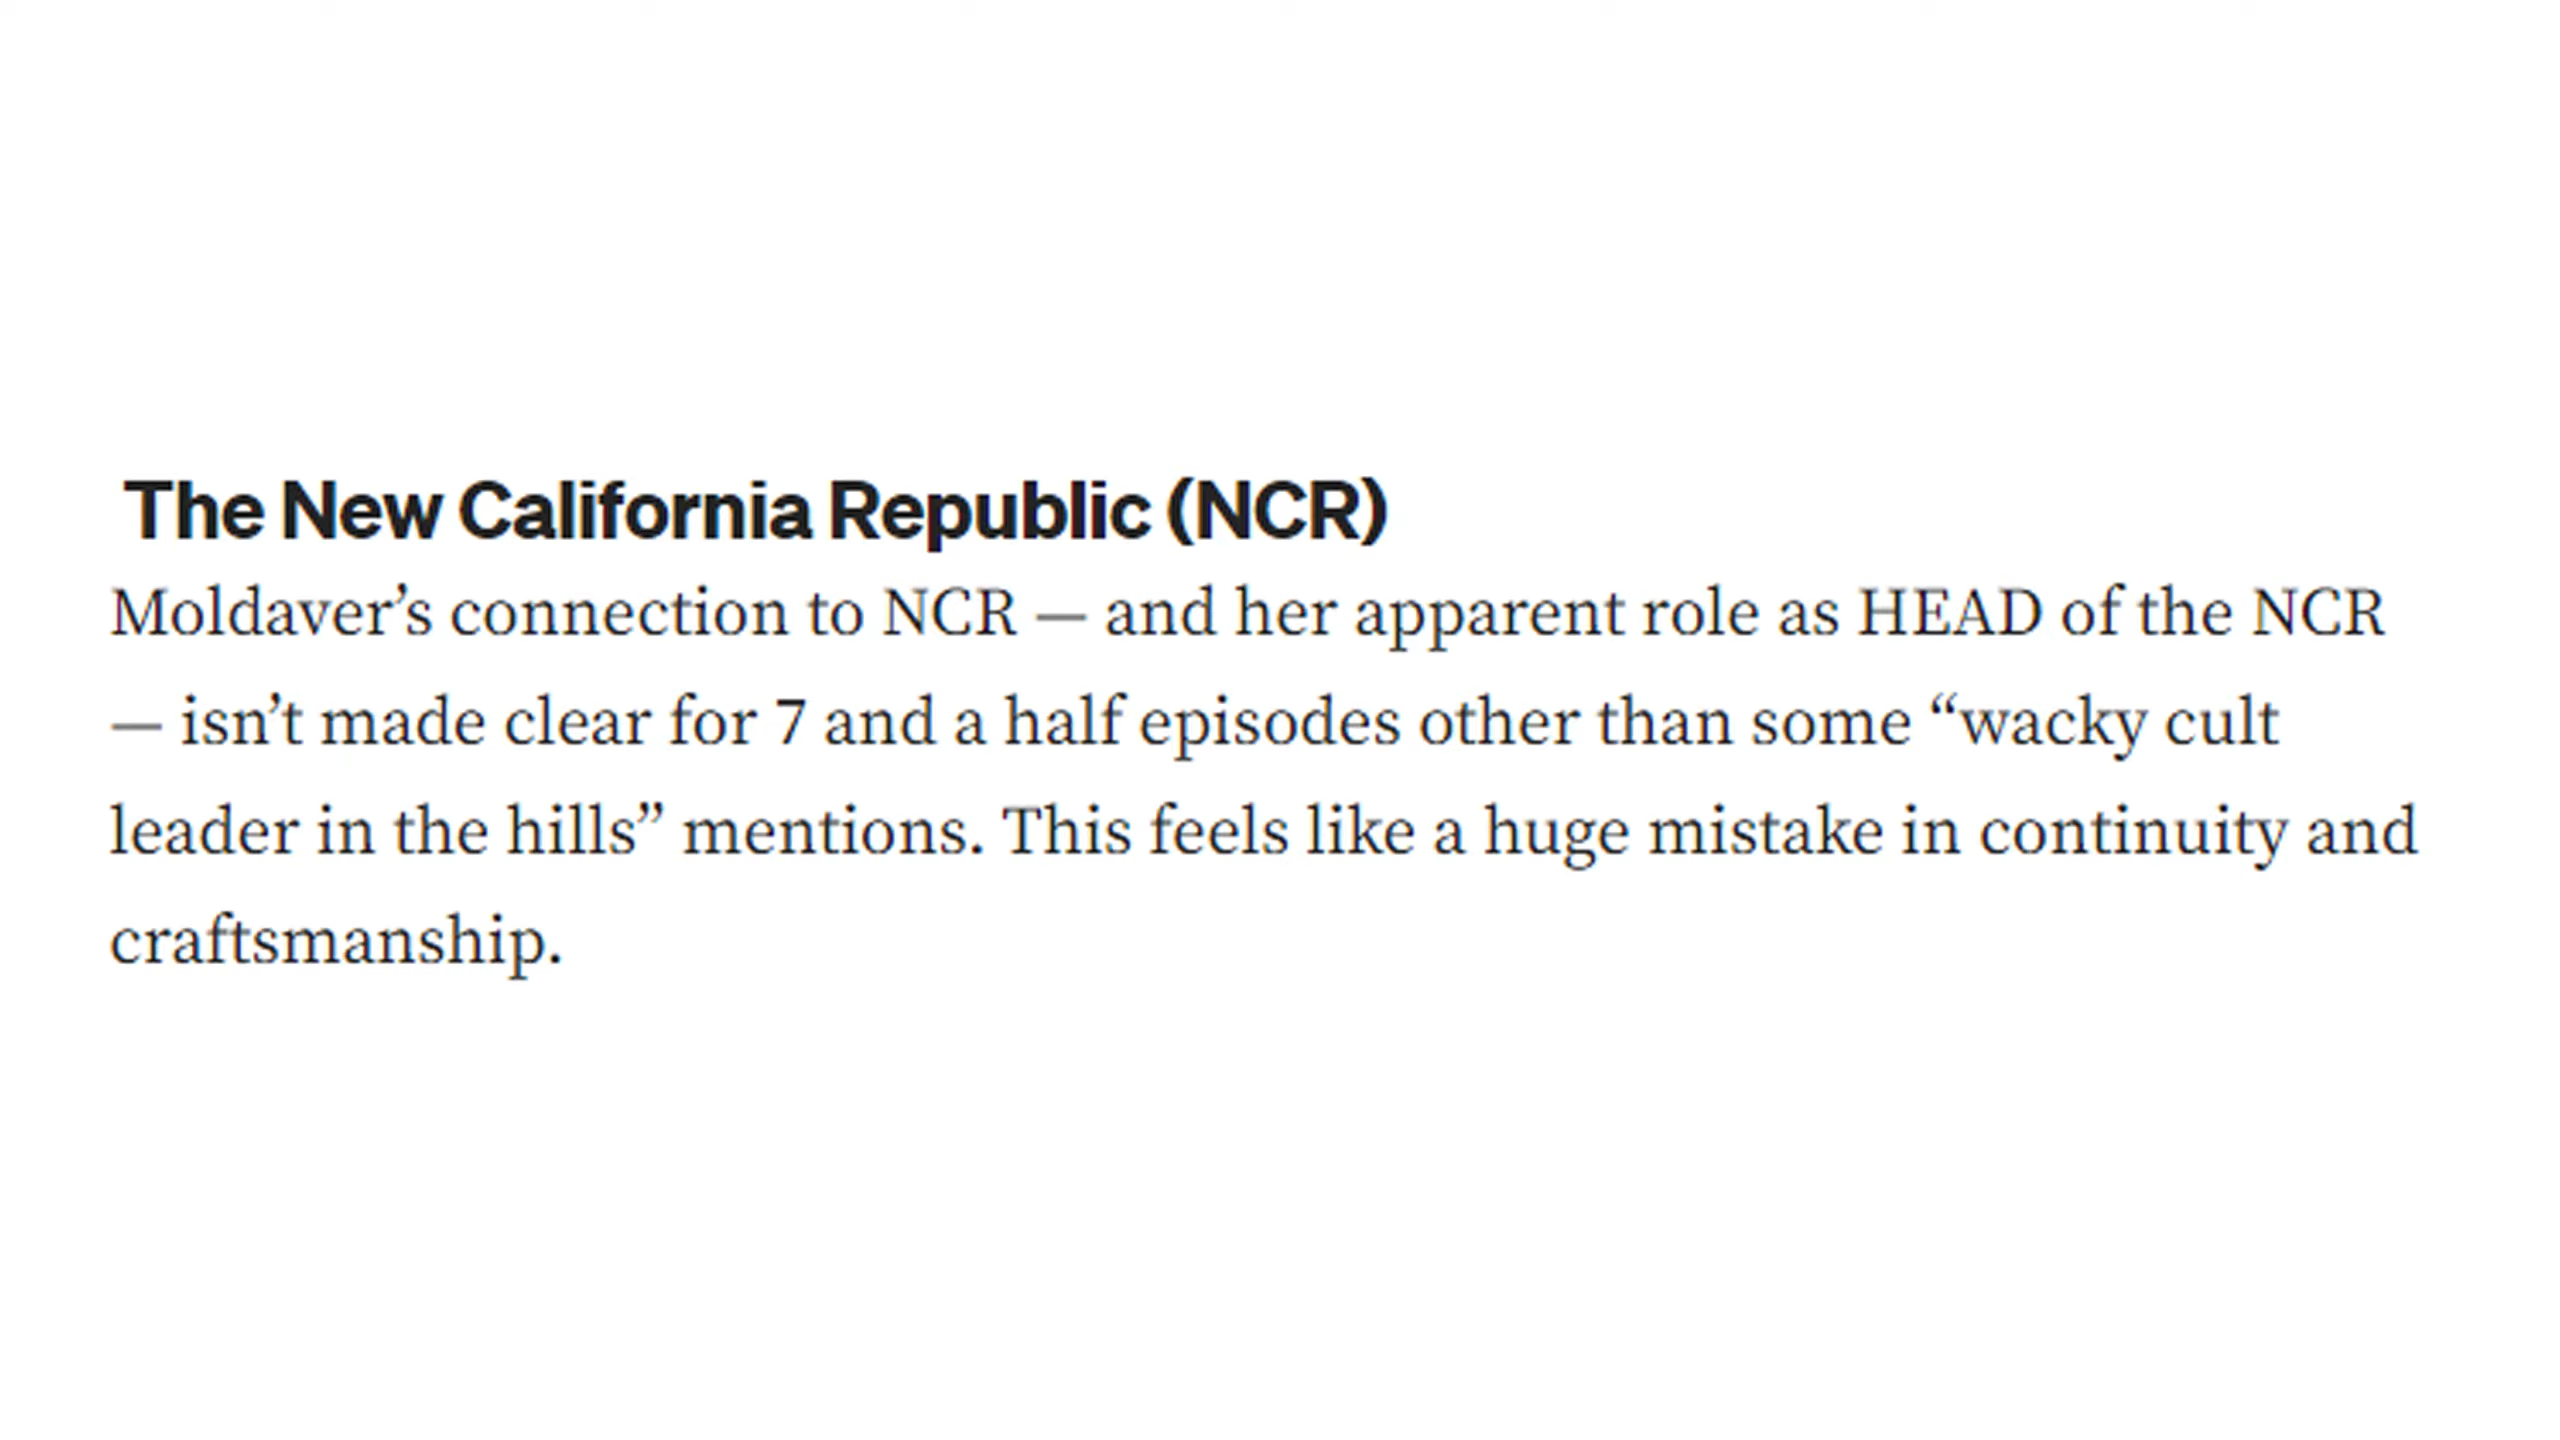 The New California Republic (NCR)
Moldaver’s connection to NCR — and her apparent role as HEAD of the NCR
— isn’t made clear for 7 and a half episodes other than some “wacky cult
leader in the hills” mentions. This feels like a huge mistake in continuity and
craftsmanship.